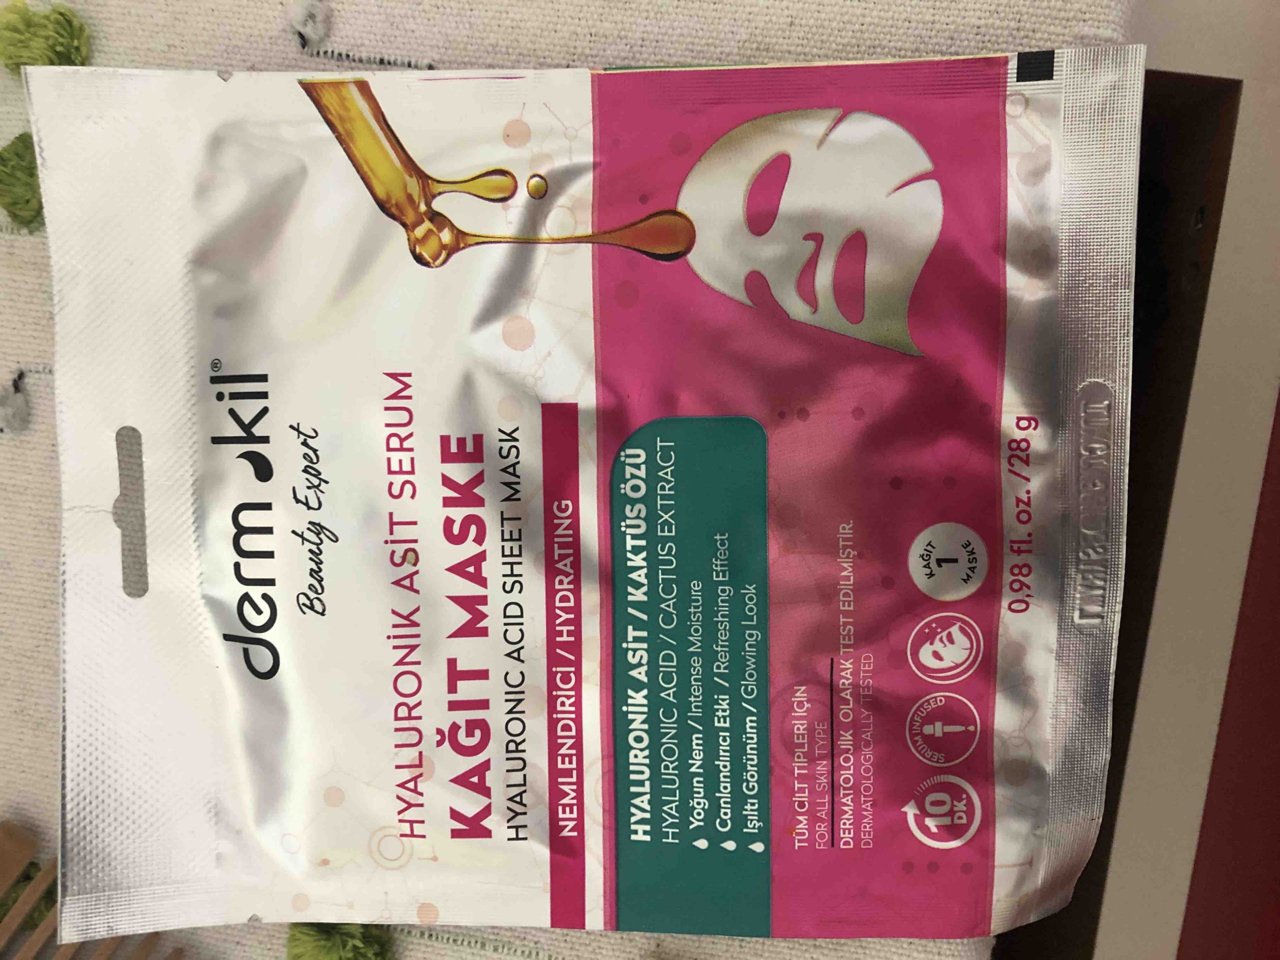 dermokil®
Beauty Expert
HYALURONİK ASİT SERUM
KAĞIT MASKE
HYALURONIC ACID SHEET MASK
NEMLENDİRİCİ / HYDRATING
HYALURONİK ASİT / KAKTÜS ÖZÜ
HYALURONIC ACID / CACTUS EXTRACT
Yoğun Nem / Intense Moisture
Canlandırıcı Etki / Refreshing Effect
Işıltı Görünüm / Glowing Look
TÜM CİLT TİPLERİ İÇİN
FOR ALL SKIN TYPE
DERMATOLOJİK OLARAK TEST EDİLMİŞTİR.
DERMATOLOGICALLY TESTED
10
DK.
SERUM INFUSED
KAĞIT
1
MASKE
0,98 fl. oz. / 28 g